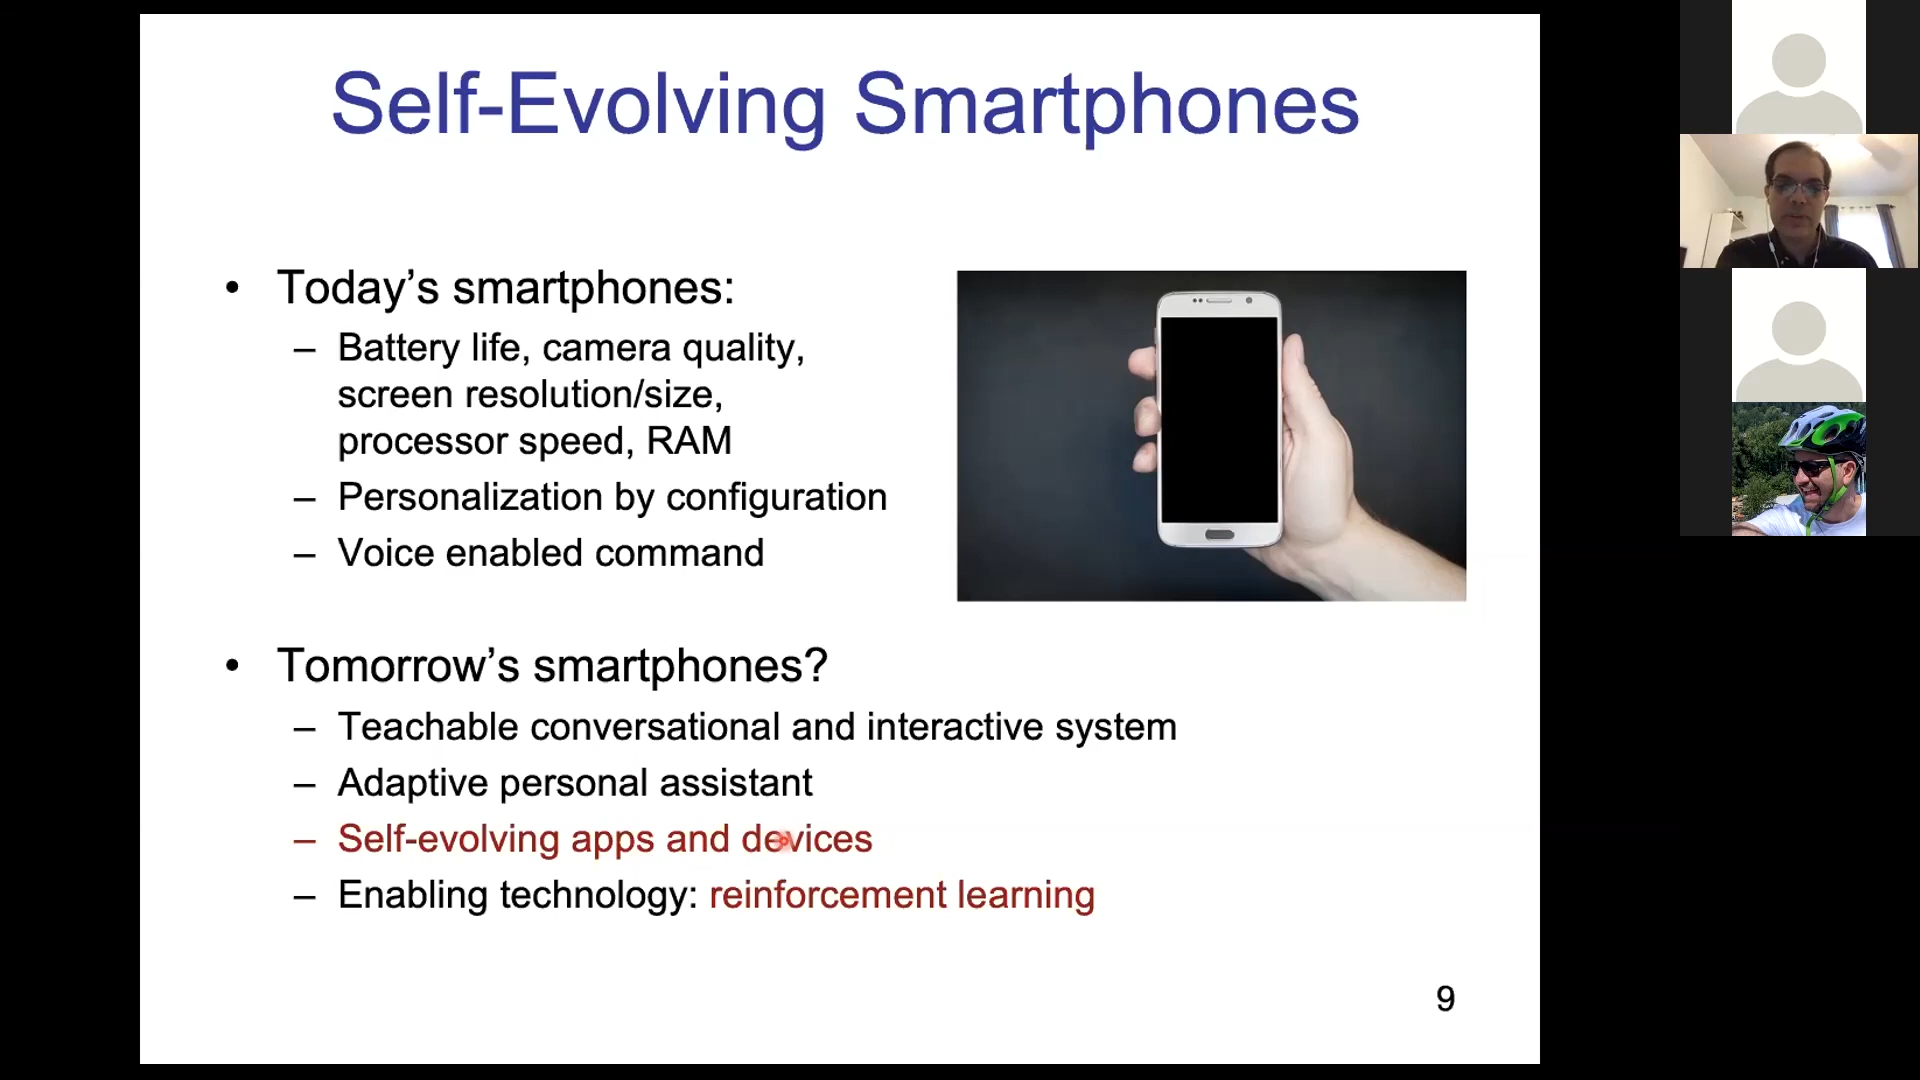 Self-Evolving Smartphones
• Today’s smartphones:
– Battery life, camera quality,
screen resolution/size,
processor speed, RAM
– Personalization by configuration
– Voice enabled command
• Tomorrow’s smartphones?
– Teachable conversational and interactive system
– Adaptive personal assistant
– Self-evolving apps and devices
– Enabling technology: reinforcement learning
9